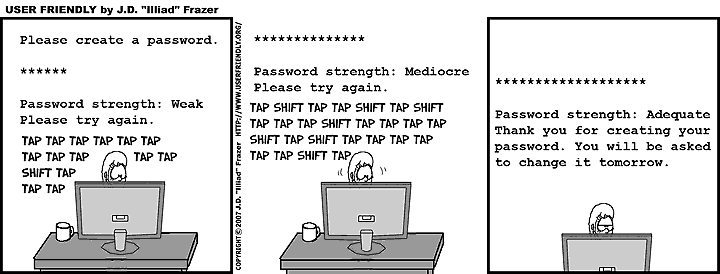 USER FRIENDLY by J.D. "Illiad" Frazer
Please create a password.
******
Password strength: Weak
Please try again.
TAP TAP TAP TAP TAP TAP
TAP TAP TAP TAP TAP
SHIFT TAP
TAP TAP
COPYRIGHT © 2007 J.D. "Illiad" Frazer HTTP://WWW.USERFRIENDLY.ORG/
**************
Password strength: Mediocre
Please try again.
TAP SHIFT TAP TAP SHIFT TAP SHIFT
TAP TAP TAP SHIFT TAP TAP TAP TAP
SHIFT TAP SHIFT TAP TAP TAP TAP
TAP TAP SHIFT TAP
*******************
Password strength: Adequate
Thank you for creating your
password. You will be asked
to change it tomorrow.